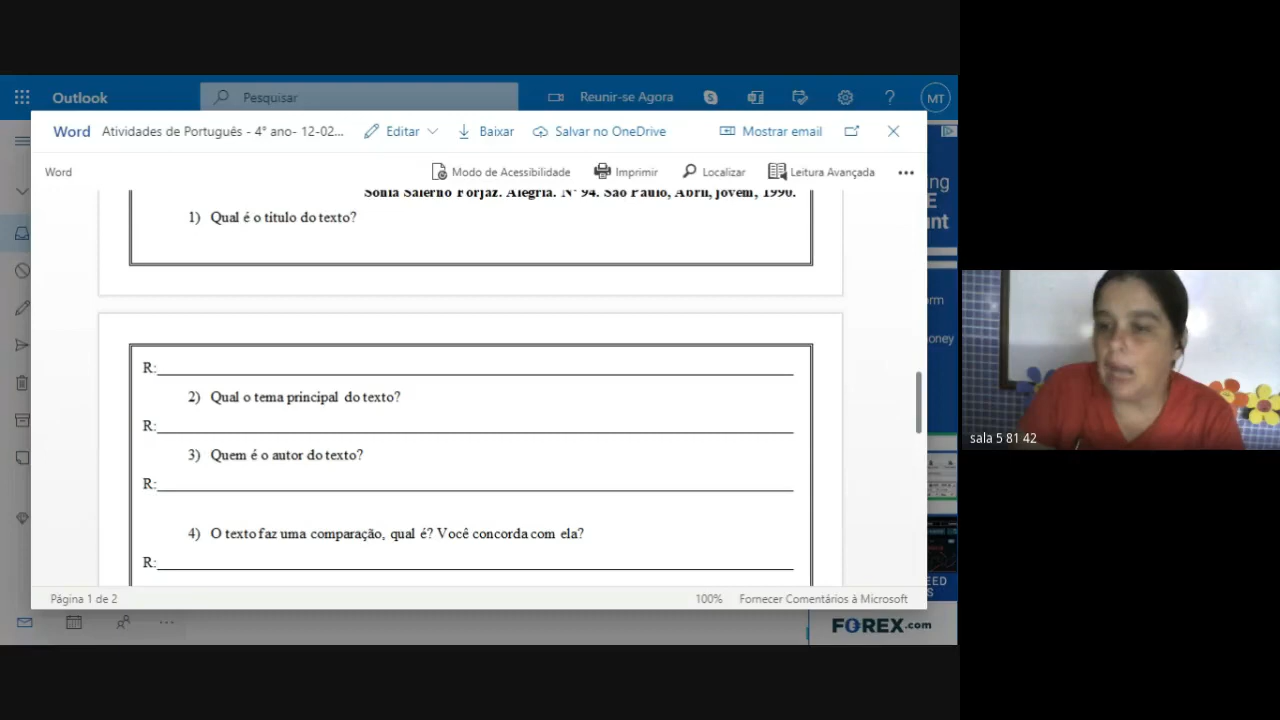 Outlook
Pesquisar
Reunir-se Agora
MT
Word
Atividades de Português - 4° ano- 12-02...
Editar
Baixar
Salvar no OneDrive
Mostrar email
Word
Modo de Acessibilidade
Imprimir
Localizar
Leitura Avançada
Sônia Salerno Forjaz. Alegria. N° 94. São Paulo, Abril, jovem, 1990.
1) Qual é o título do texto?
R:
2) Qual o tema principal do texto?
R:
3) Quem é o autor do texto?
R:
4) O texto faz uma comparação, qual é? Você concorda com ela?
R:
Página 1 de 2
100%
Fornecer Comentários à Microsoft
FOREX.com
sala 5 81 42